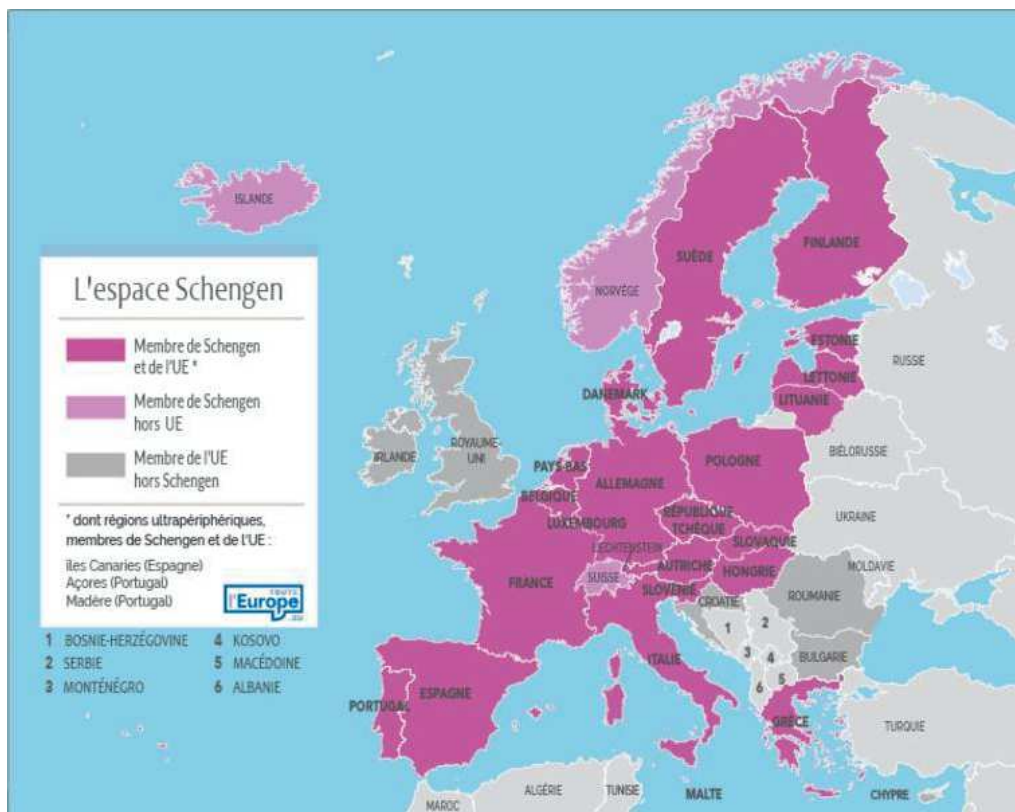 ISLANDE
L'espace Schengen
Membre de Schengen
et de l'UE *
Membre de Schengen
hors UE
Membre de l'UE
hors Schengen
* dont régions ultrapériphériques,
membres de Schengen et de l'UE :
îles Canaries (Espagne)
Açores (Portugal)
Madère (Portugal)
TOUTE
l'Europe
.eu
1 BOSNIE-HERZÉGOVINE
2 SERBIE
3 MONTÉNÉGRO
4 KOSOVO
5 MACÉDOINE
6 ALBANIE
SUÈDE
FINLANDE
NORVÈGE
ESTONIE
RUSSIE
LETTONIE
LITUANIE
DANEMARK
IRLANDE
ROYAUME-
UNI
PAYS-BAS
POLOGNE
BIÉLORUSSIE
BELGIQUE
ALLEMAGNE
LUXEMBOURG
RÉPUBLIQUE
TCHÈQUE
UKRAINE
SLOVAQUIE
LIECHTENSTEIN
FRANCE
SUISSE
AUTRICHE
HONGRIE
MOLDAVIE
SLOVÉNIE
CROATIE
ROUMANIE
1
2
3
4
5
6
BULGARIE
ITALIE
PORTUGAL
ESPAGNE
GRÈCE
TURQUIE
MAROC
ALGÉRIE
TUNISIE
MALTE
CHYPRE